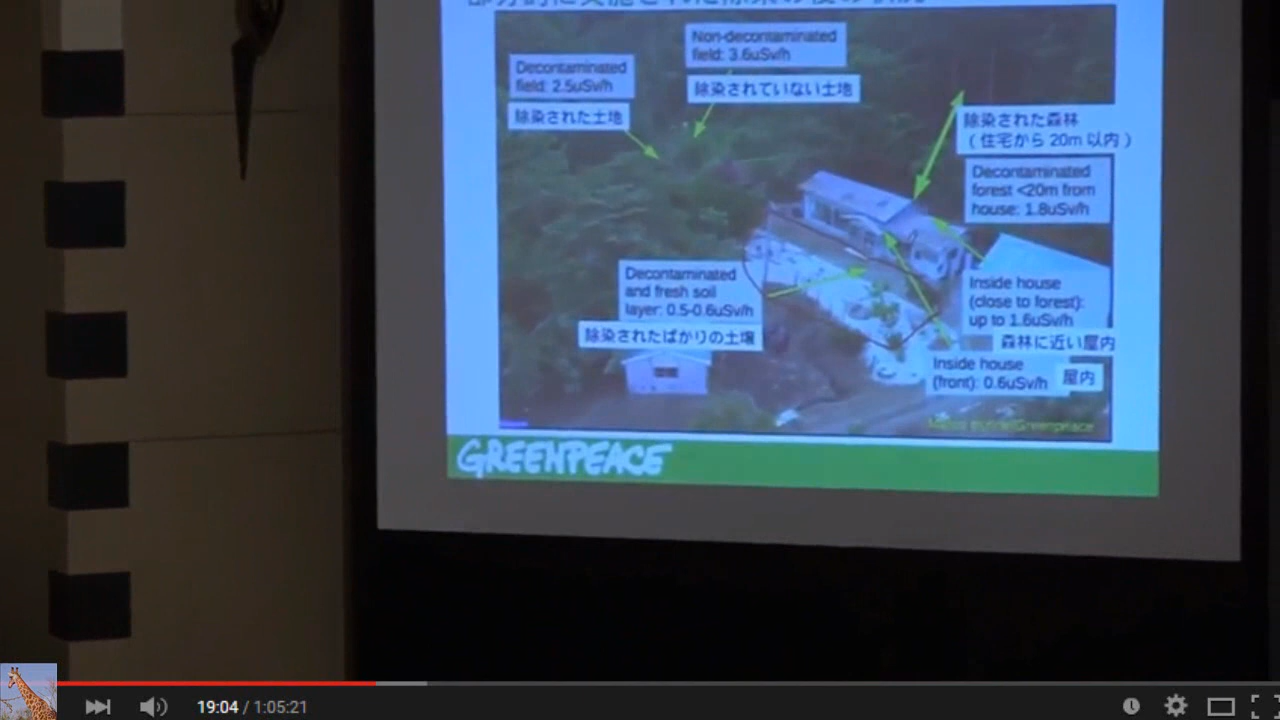 Non-decontaminated
field: 3.6uSv/h
除染されていない土地
Decontaminated
field: 2.5uSv/h
除染された土地
除染された森林
（住宅から 20m 以内）
Decontaminated
forest <20m from
house: 1.8uSv/h
Decontaminated
and fresh soil
layer: 0.5-0.6uSv/h
除染されたばかりの土壌
Inside house
(close to forest):
up to 1.6uSv/h
森林に近い屋内
Inside house
(front): 0.6uSv/h
屋内
GREENPEACE
19:04 / 1:05:21